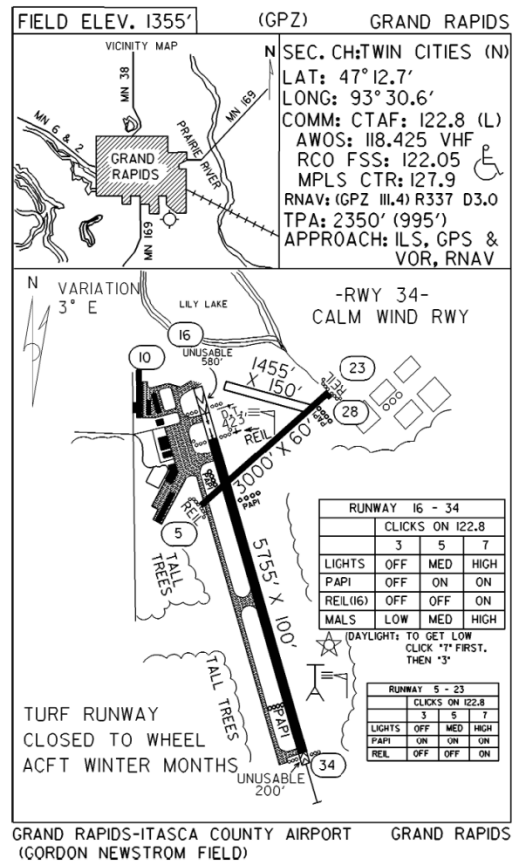 FIELD ELEV. 1355' (GPZ) GRAND RAPIDS
VICINITY MAP
N
MN 38
MN 169
MN 6 & 2
PRAIRIE RIVER
GRAND
RAPIDS
MN 169
SEC. CH:TWIN CITIES (N)
LAT: 47°12.7'
LONG: 93°30.6'
COMM: CTAF: 122.8 (L)
AWOS: 118.425 VHF
RCO FSS: 122.05
MPLS CTR: 127.9
RNAV: (GPZ 111.4) R337 D3.0
TPA: 2350' (995')
APPROACH: ILS, GPS &
VOR, RNAV
N
VARIATION
3° E
LILY LAKE
-RWY 34-
CALM WIND RWY
16
UNUSABLE
580'
10
1455'
X 150'
23
REIL
28
PAPI
D.T.
423'
REIL
3000' X 60'
PAPI
PAPI
REIL
5
TALL
TREES
5755' X 100'
RUNWAY 16 - 34
CLICKS ON 122.8
3 5 7
LIGHTS OFF MED HIGH
PAPI OFF ON ON
REIL(16) OFF OFF ON
MALS LOW MED HIGH
(DAYLIGHT: TO GET LOW
CLICK "7" FIRST.
THEN "3"
TALL TREES
PAPI
RUNWAY 5 - 23
CLICKS ON 122.8
3 5 7
LIGHTS OFF MED HIGH
PAPI ON ON ON
REIL OFF OFF ON
TURF RUNWAY
CLOSED TO WHEEL
ACFT WINTER MONTHS
UNUSABLE
200'
34
GRAND RAPIDS-ITASCA COUNTY AIRPORT GRAND RAPIDS
(GORDON NEWSTROM FIELD)